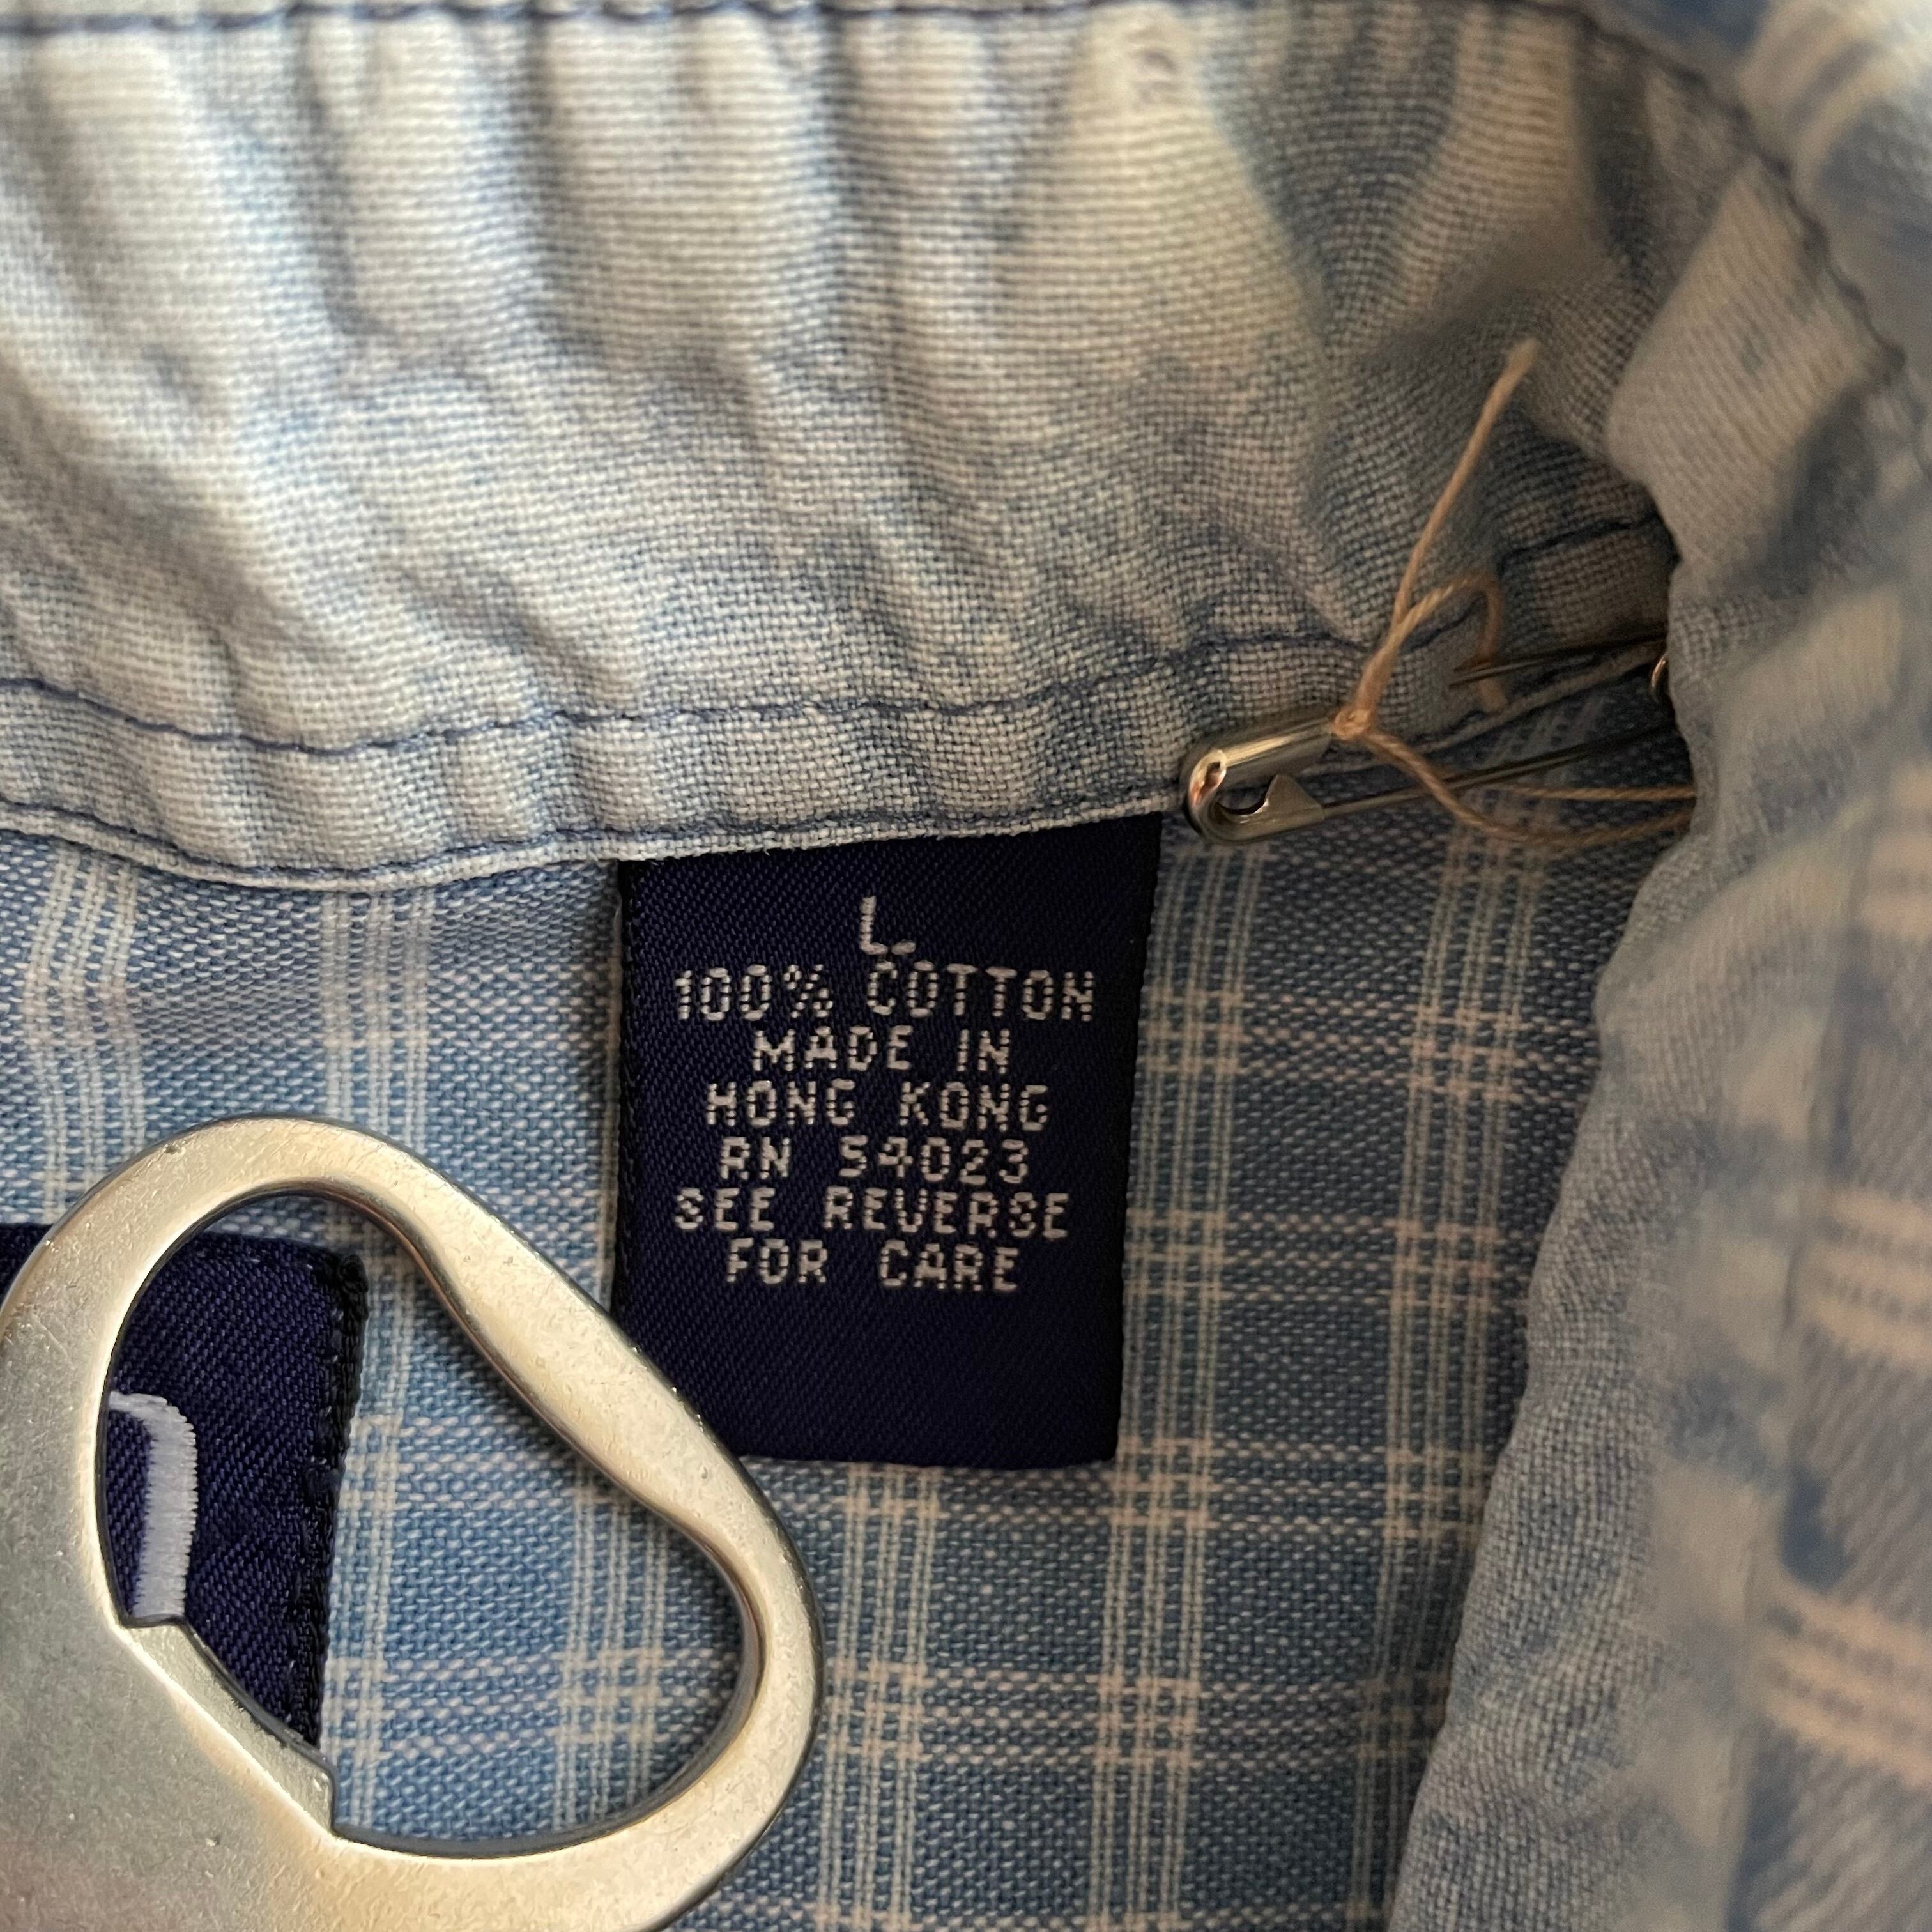 L.
100% COTTON
MADE IN
HONG KONG
RN 54023
SEE REVERSE
FOR CARE